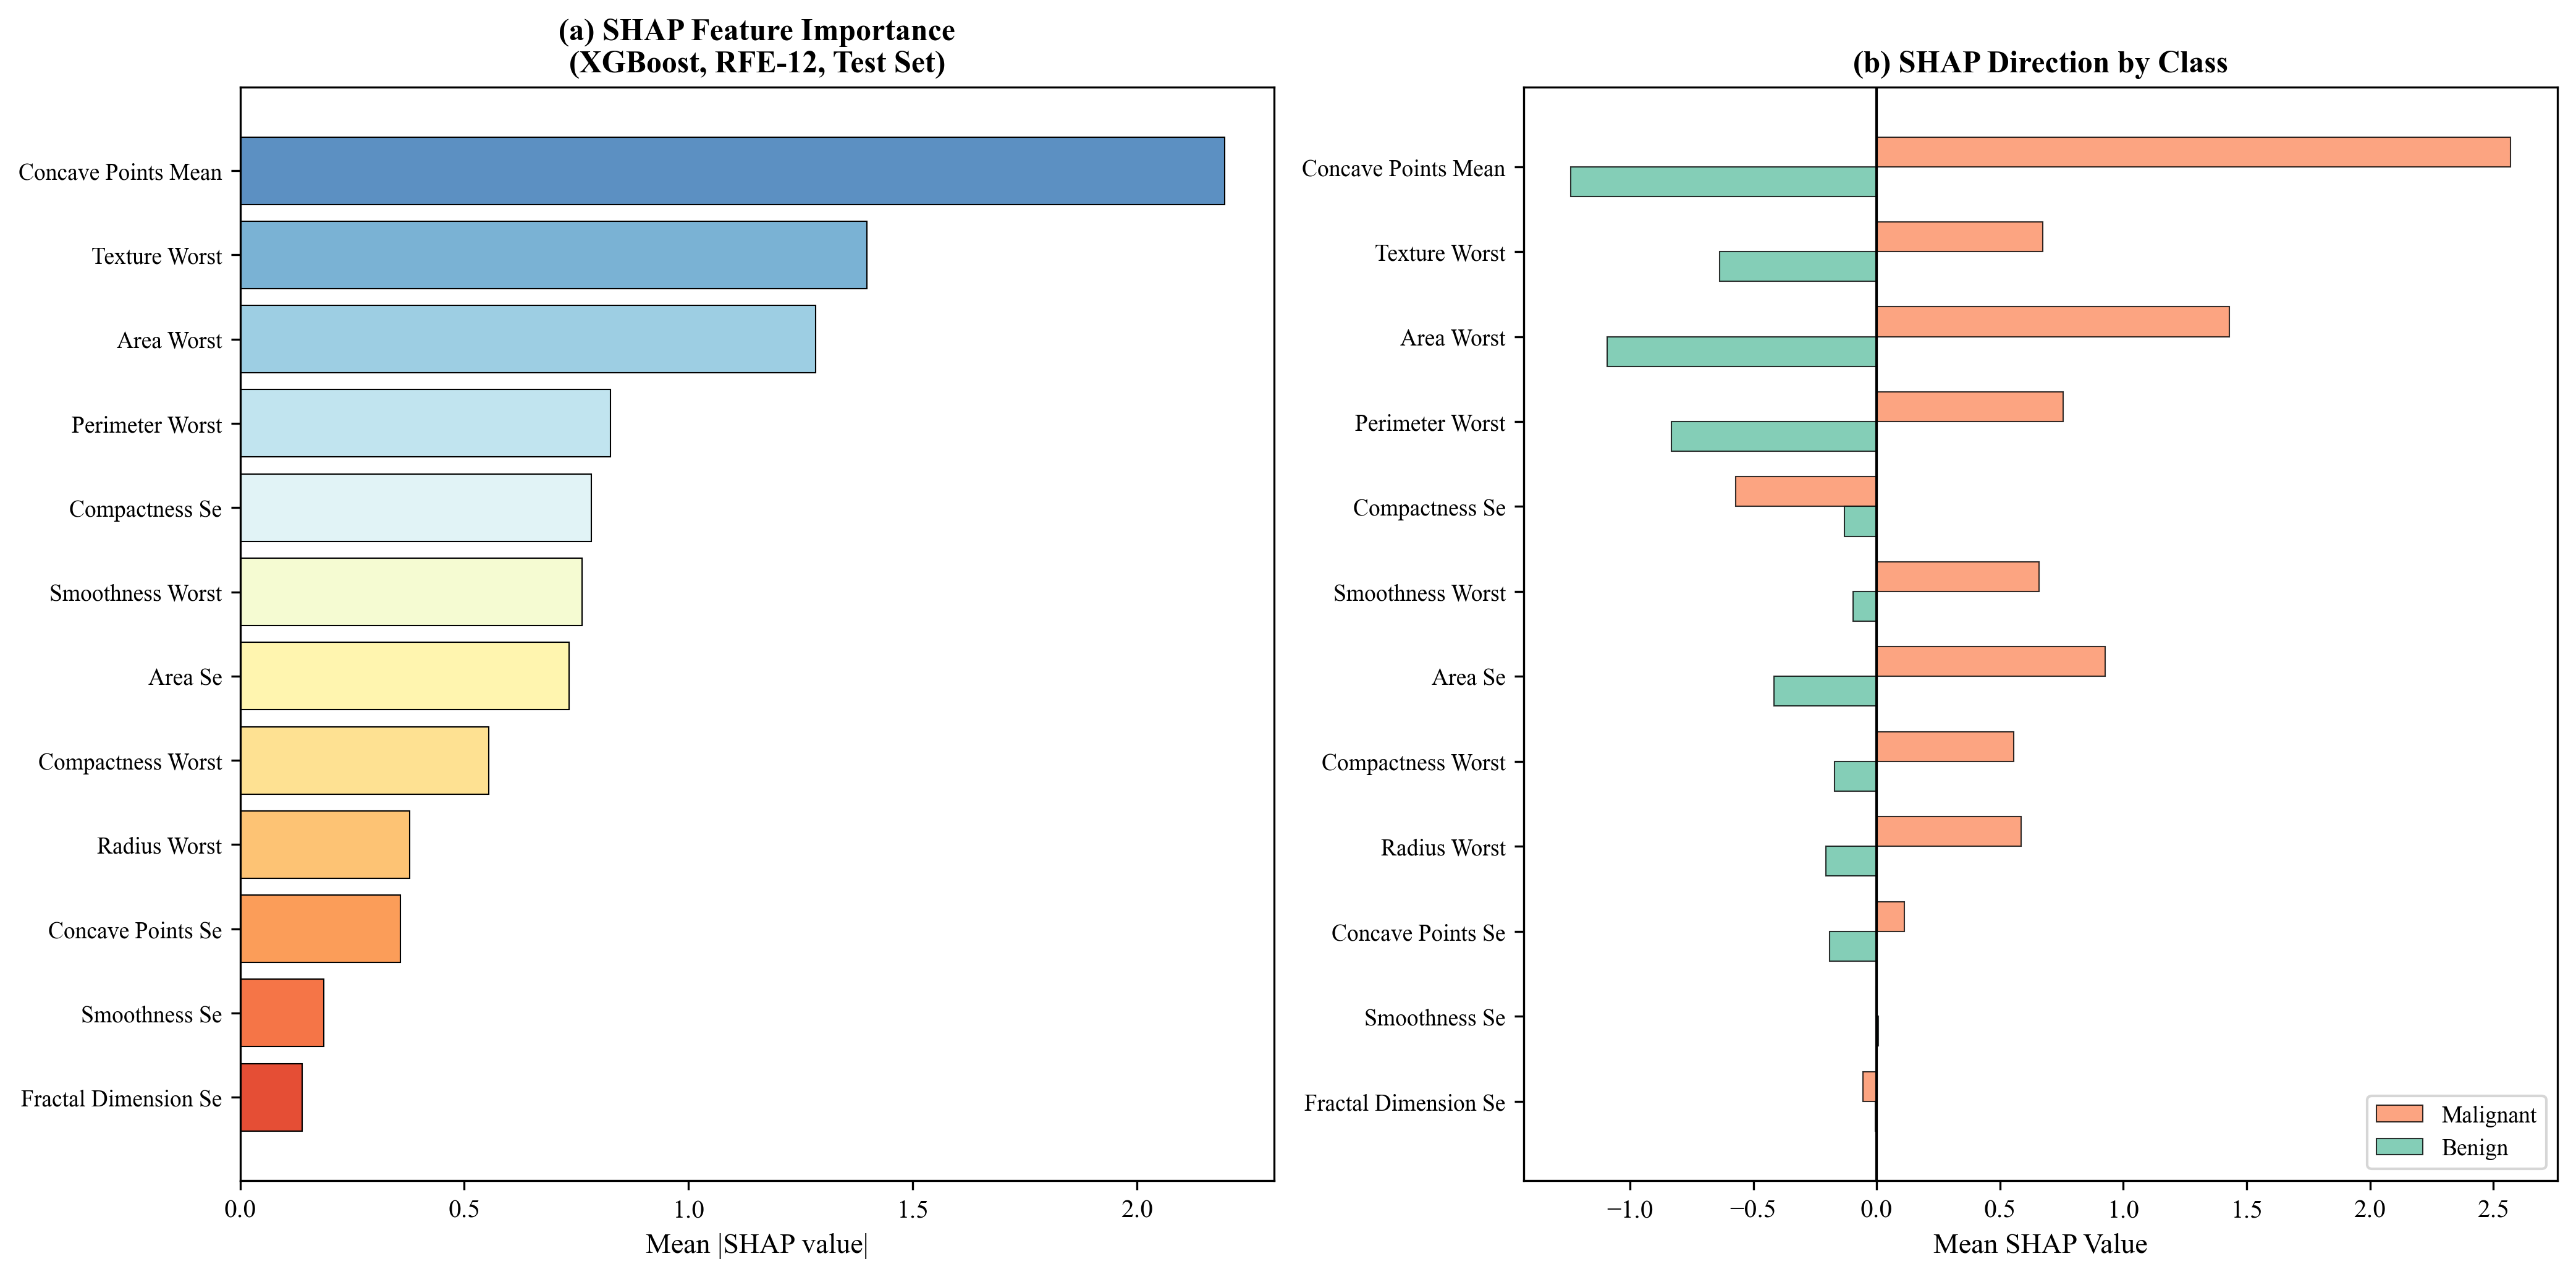 (a) SHAP Feature Importance
(XGBoost, RFE-12, Test Set)
Concave Points Mean
Texture Worst
Area Worst
Perimeter Worst
Compactness Se
Smoothness Worst
Area Se
Compactness Worst
Radius Worst
Concave Points Se
Smoothness Se
Fractal Dimension Se
0.0 0.5 1.0 1.5 2.0
Mean |SHAP value|
(b) SHAP Direction by Class
Concave Points Mean
Texture Worst
Area Worst
Perimeter Worst
Compactness Se
Smoothness Worst
Area Se
Compactness Worst
Radius Worst
Concave Points Se
Smoothness Se
Fractal Dimension Se
Malignant
Benign
−1.0 −0.5 0.0 0.5 1.0 1.5 2.0 2.5
Mean SHAP Value